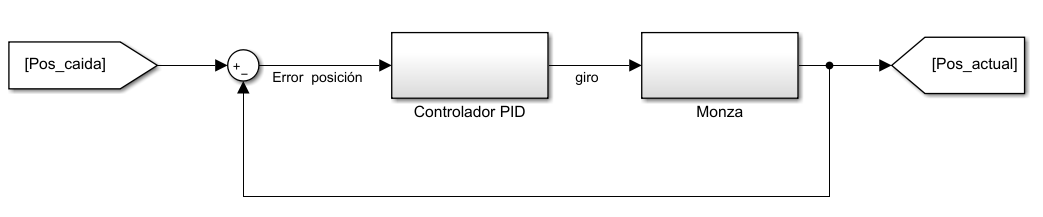 [Pos_caida]
+
−
Error posición
giro
[Pos_actual]
Controlador PID
Monza